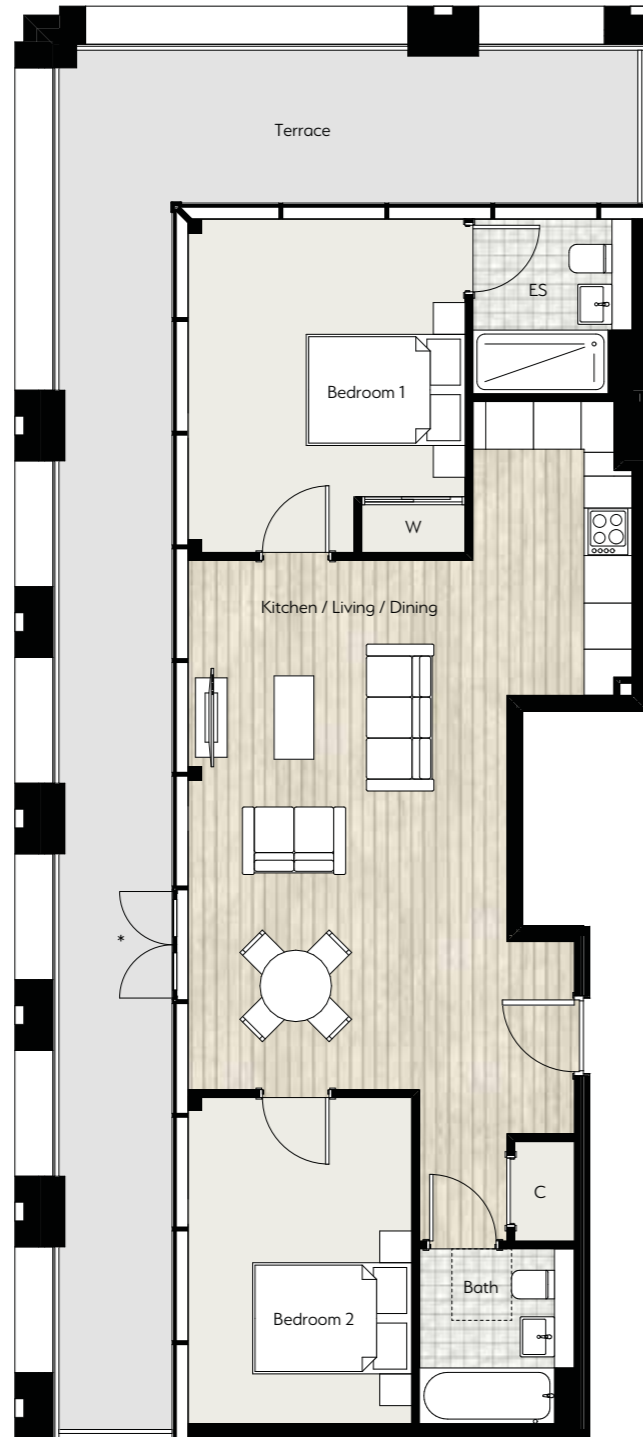 Terrace
ES
Bedroom 1
W
Kitchen / Living / Dining
*
C
Bath
Bedroom 2